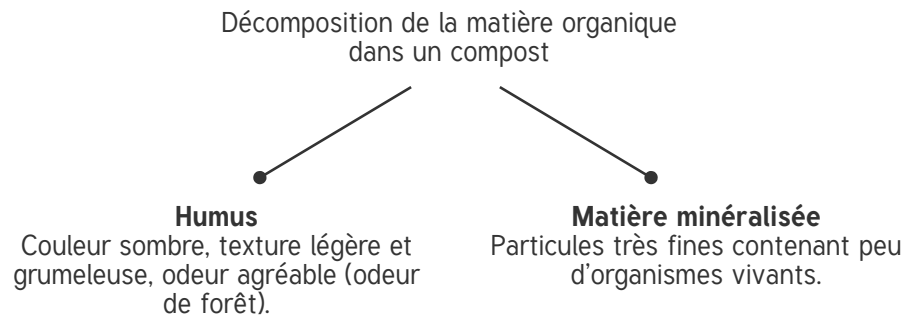 Décomposition de la matière organique
dans un compost
Humus
Couleur sombre, texture légère et
grumeleuse, odeur agréable (odeur
de forêt).
Matière minéralisée
Particules très fines contenant peu
d'organismes vivants.